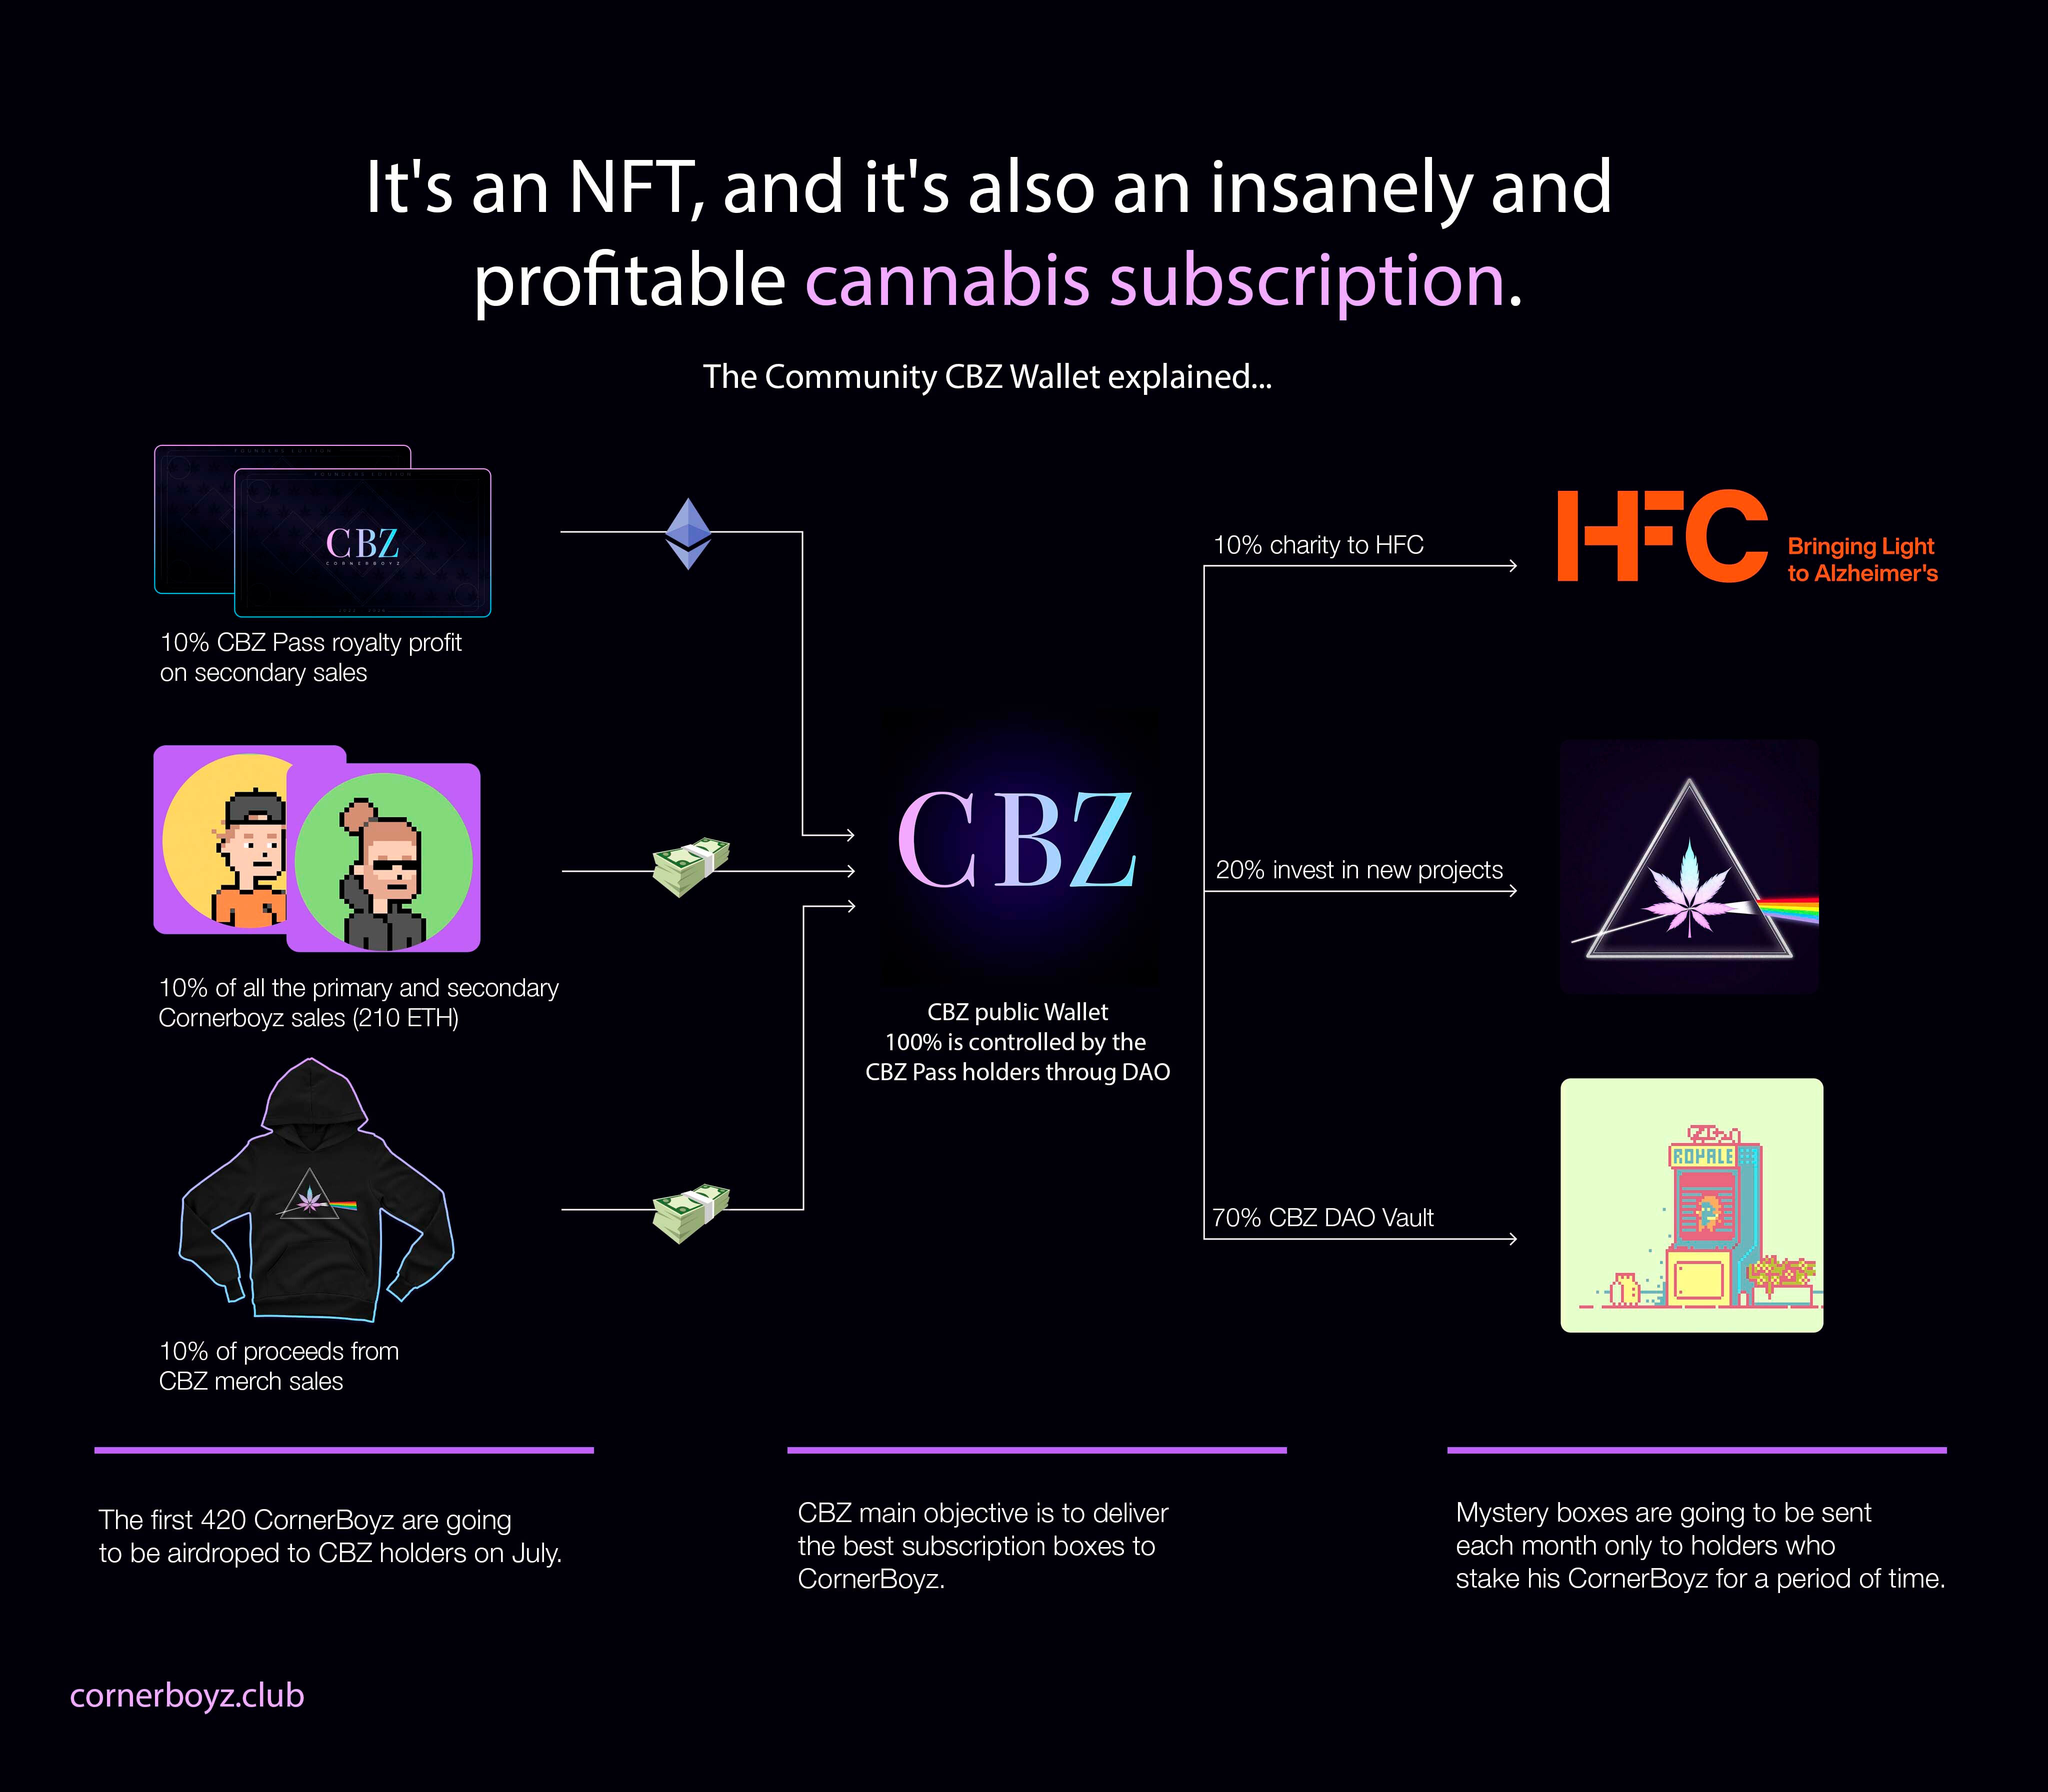 It's an NFT, and it's also an insanely and
profitable cannabis subscription.
The Community CBZ Wallet explained...
FOUNDERS EDITION
FOUNDERS EDITION
CBZ
CORNERBOYZ
10% CBZ Pass royalty profit
on secondary sales
10% of all the primary and secondary
Cornerboyz sales (210 ETH)
10% of proceeds from
CBZ merch sales
CBZ
CBZ public Wallet
100% is controlled by the
CBZ Pass holders throug DAO
10% charity to HFC
HFC
Bringing Light
to Alzheimer's
20% invest in new projects
70% CBZ DAO Vault
ROYALE
The first 420 CornerBoyz are going
to be airdroped to CBZ holders on July.
CBZ main objective is to deliver
the best subscription boxes to
CornerBoyz.
Mystery boxes are going to be sent
each month only to holders who
stake his CornerBoyz for a period of time.
cornerboyz.club